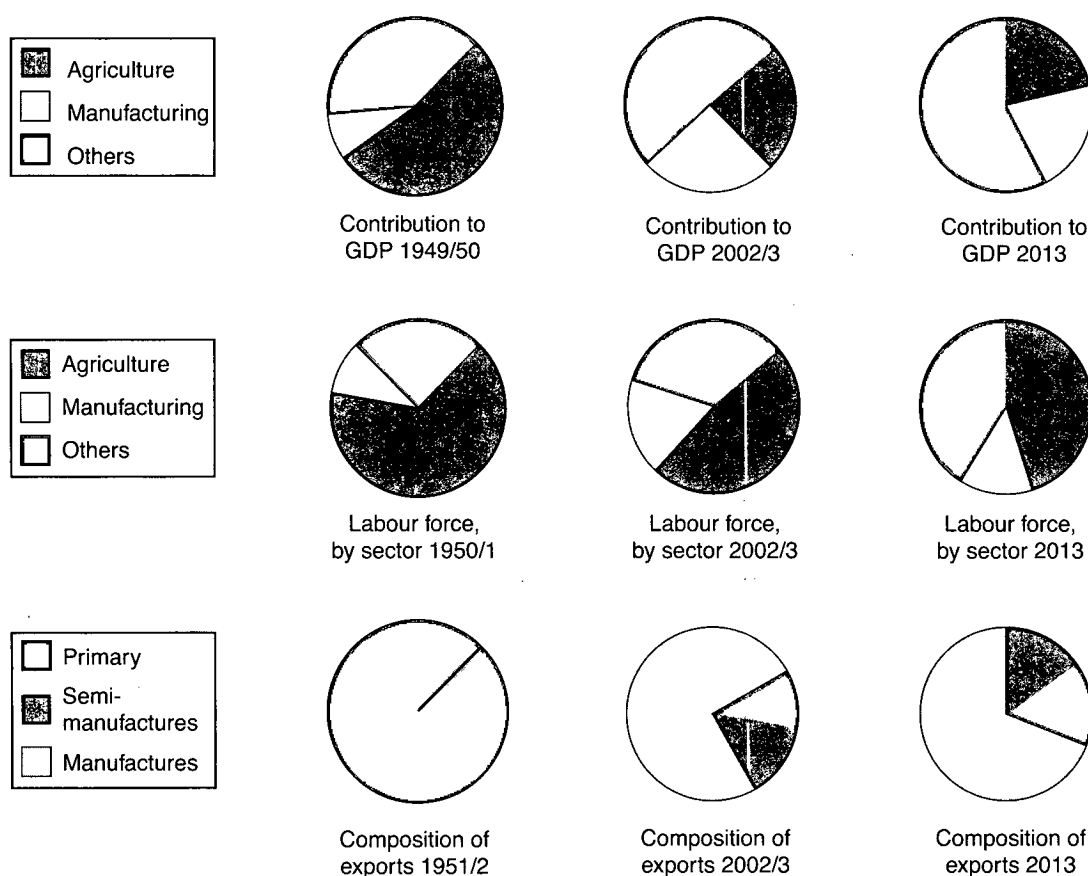 Agriculture
Manufacturing
Others
Contribution to
GDP 1949/50
Contribution to
GDP 2002/3
Contribution to
GDP 2013
Agriculture
Manufacturing
Others
Labour force,
by sector 1950/1
Labour force,
by sector 2002/3
Labour force,
by sector 2013
Primary
Semi-
manufactures
Manufactures
Composition of
exports 1951/2
Composition of
exports 2002/3
Composition of
exports 2013